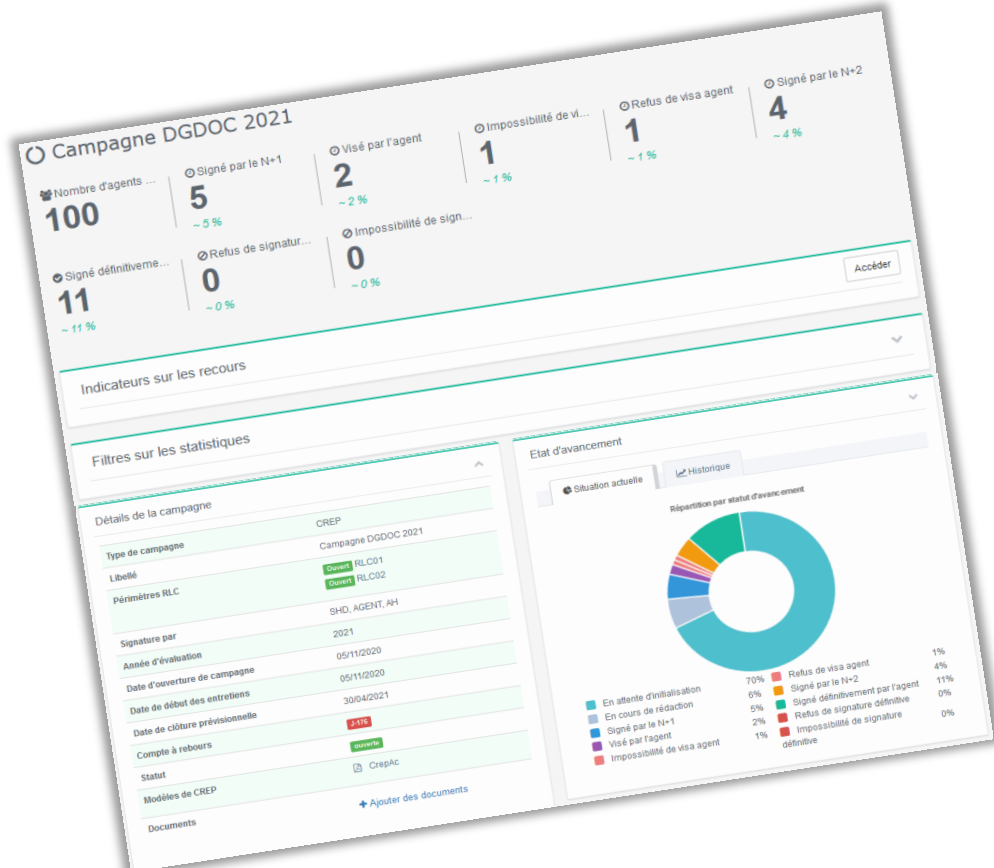 Campagne DGDOC 2021
Nombre d'agents ...
100
Signé par le N+1
5
~ 5 %
Visé par l'agent
2
~ 2 %
Impossibilité de vi...
1
~ 1 %
Refus de visa agent
1
~ 1 %
Signé par le N+2
4
~ 4 %
Signé définitiveme...
11
~ 11 %
Refus de signatur...
0
~ 0 %
Impossibilité de sign...
0
~ 0 %
Indicateurs sur les recours
Accéder
Filtres sur les statistiques
Détails de la campagne
Type de campagne CREP
Libellé Campagne DGDOC 2021
Périmètres RLC Ouvert RLC01
Ouvert RLC02
Signature par SHD, AGENT, AH
Année d'évaluation 2021
Date d'ouverture de campagne 05/11/2020
Date de début des entretiens 05/11/2020
Date de clôture prévisionnelle 30/04/2021
Compte à rebours J-176
Statut ouverte
Modèles de CREP CrepAc
Documents + Ajouter des documents
Etat d'avancement
Situation actuelle
Historique
Répartition par statut d'avancement
En attente d'initialisation 70%
En cours de rédaction 6%
Signé par le N+1 5%
Visé par l'agent 2%
Impossibilité de visa agent 1%
Refus de visa agent 1%
Signé par le N+2 4%
Signé définitivement par l'agent 11%
Refus de signature définitive 0%
Impossibilité de signature 0%
définitive